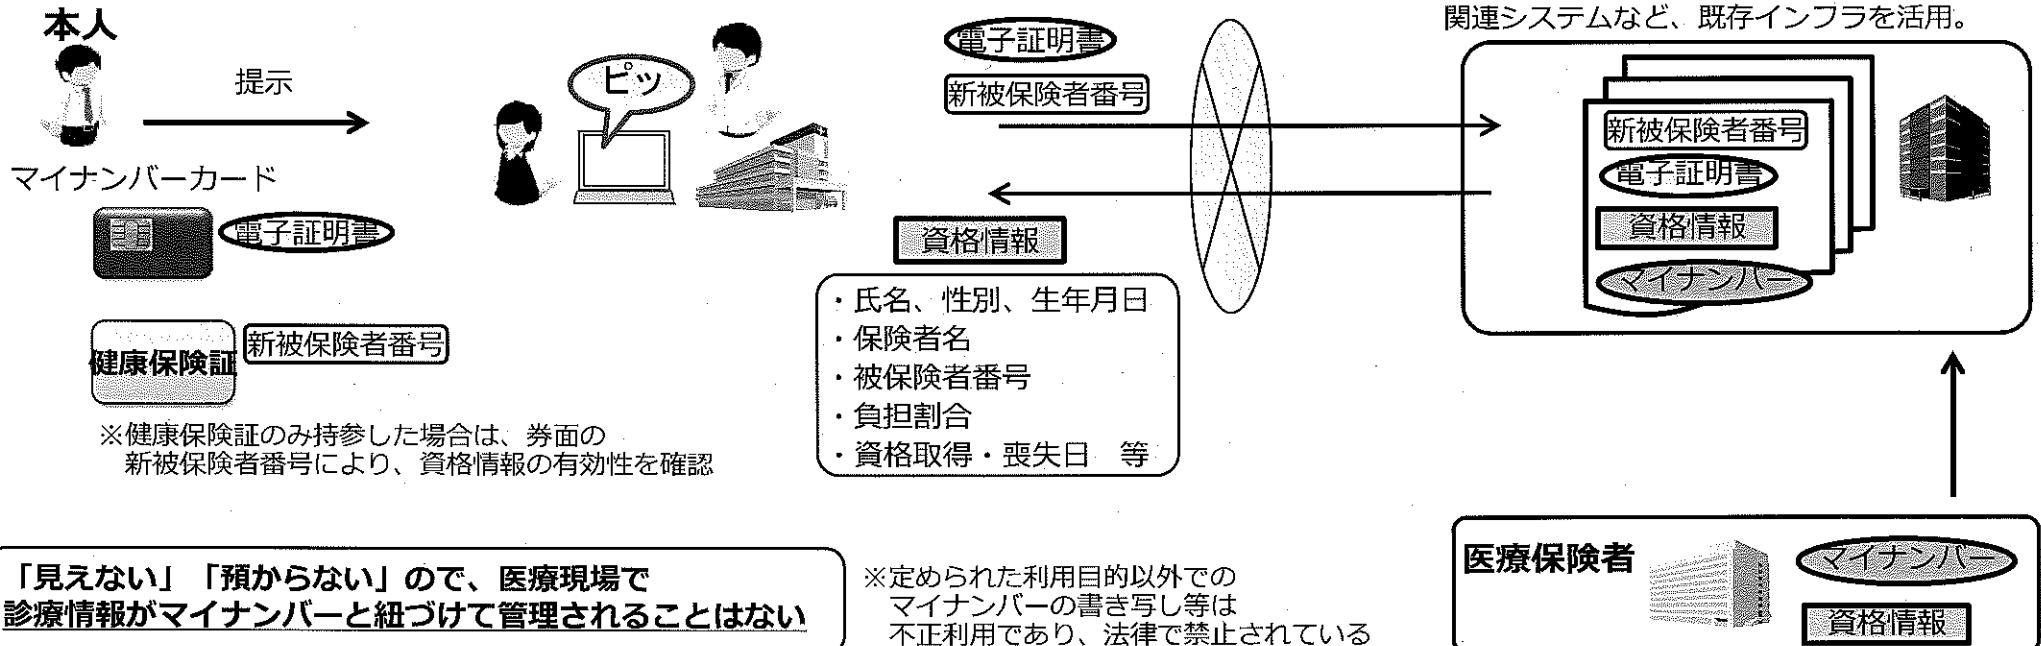 関連システムなど、既存インフラを活用。
本人
提示
マイナンバーカード
電子証明書
健康保険証
新被保険者番号
※健康保険証のみ持参した場合は、券面の
新被保険者番号により、資格情報の有効性を確認
ピッ
電子証明書
新被保険者番号
資格情報
・氏名、性別、生年月日
・保険者名
・被保険者番号
・負担割合
・資格取得・喪失日　等
新被保険者番号
電子証明書
資格情報
マイナンバー
医療保険者
マイナンバー
資格情報
「見えない」「預からない」ので、医療現場で
診療情報がマイナンバーと紐づけて管理されることはない
※定められた利用目的以外での
マイナンバーの書き写し等は
不正利用であり、法律で禁止されている